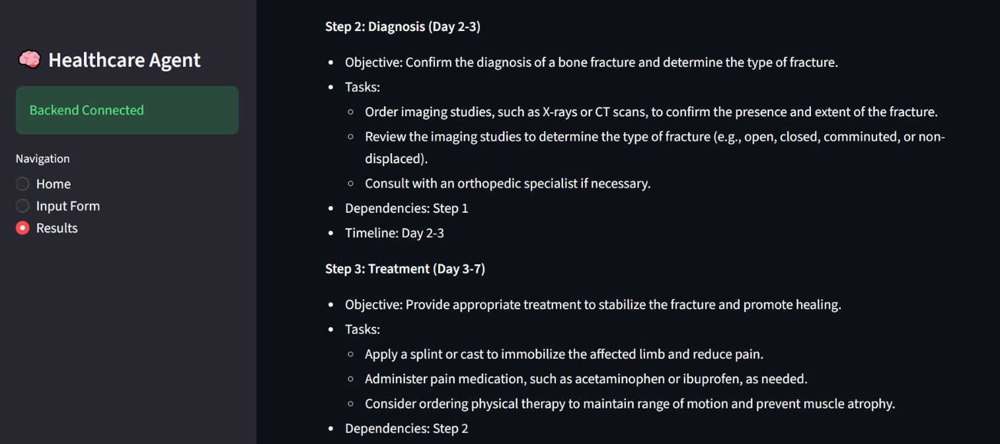 Healthcare Agent
Backend Connected
Navigation
Home
Input Form
Results
Step 2: Diagnosis (Day 2-3)
Objective: Confirm the diagnosis of a bone fracture and determine the type of fracture.
Tasks:
Order imaging studies, such as X-rays or CT scans, to confirm the presence and extent of the fracture.
Review the imaging studies to determine the type of fracture (e.g., open, closed, comminuted, or non-
displaced).
Consult with an orthopedic specialist if necessary.
Dependencies: Step 1
Timeline: Day 2-3
Step 3: Treatment (Day 3-7)
Objective: Provide appropriate treatment to stabilize the fracture and promote healing.
Tasks:
Apply a splint or cast to immobilize the affected limb and reduce pain.
Administer pain medication, such as acetaminophen or ibuprofen, as needed.
Consider ordering physical therapy to maintain range of motion and prevent muscle atrophy.
Dependencies: Step 2